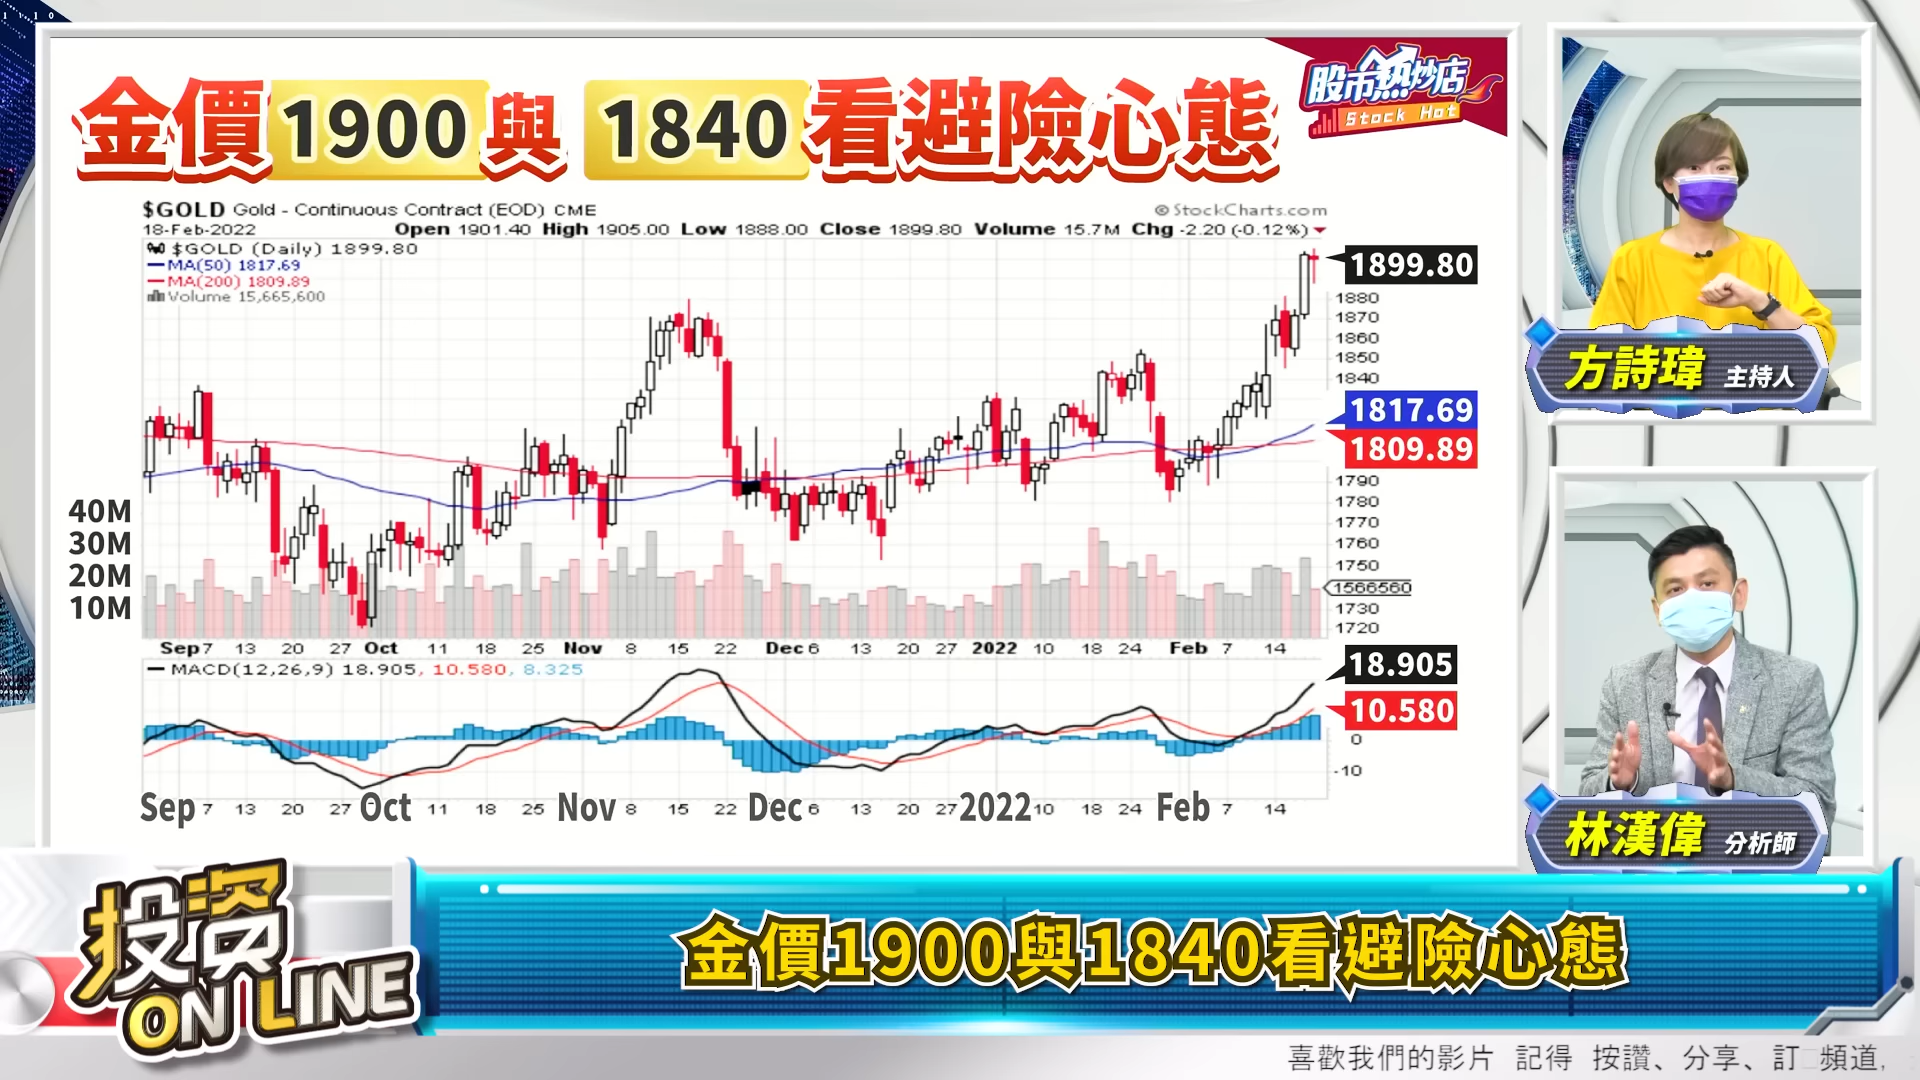 1110
金價1900與1840看避險心態
股市熱炒店
Stock Hot
$GOLD Gold - Continuous Contract (EOD) CME
© StockCharts.com
18-Feb-2022
Open 1901.40 High 1905.00 Low 1888.00 Close 1899.80 Volume 15.7M Chg -2.20 (-0.12%)
$GOLD (Daily) 1899.80
MA(50) 1817.69
MA(200) 1809.89
Volume 15,665,600
1899.80
1880
1870
1860
1850
1840
1817.69
1809.89
1790
1780
1770
1760
1750
1566560
1730
1720
40M
30M
20M
10M
Sep 7 13 20 27 Oct 11 18 25 Nov 8 15 22 Dec 6 13 20 27 2022 10 18 24 Feb 7 14
MACD(12,26,9) 18.905, 10.580, 8.325
18.905
10.580
0
-10
Sep 7 13 20 27 Oct 11 18 25 Nov 8 15 22 Dec 6 13 20 27 2022 10 18 24 Feb 7 14
方詩瑋 主持人
林漢偉 分析師
投資
ON LINE
金價1900與1840看避險心態
喜歡我們的影片 記得 按讚、分享、訂 頻道,